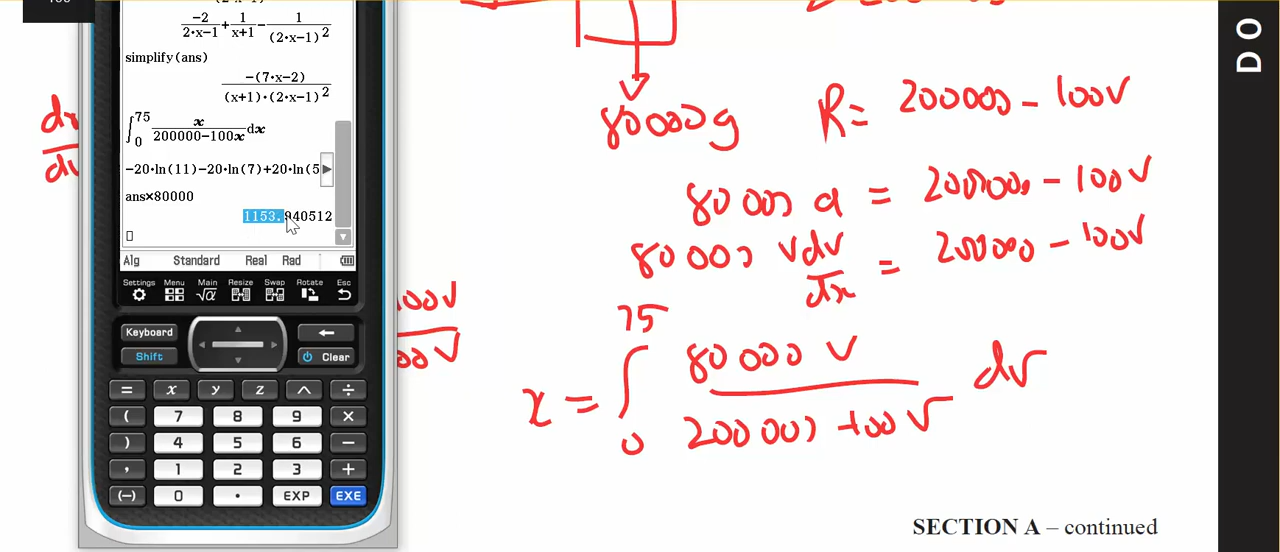 -2/(2·x-1)+1/(x+1)-1/(2·x-1)^2
simplify(ans)
-(7·x-2)/((x+1)·(2·x-1)^2)
∫_0^75 x/(200000-100x)dx
-20·ln(11)-20·ln(7)+20·ln(5
ans×80000
1153.940512
Alg Standard Real Rad
Settings Menu Main Resize Swap Rotate Esc
Keyboard
Shift
Clear
= x y z ^ ÷
( 7 8 9 ×
) 4 5 6 −
, 1 2 3 +
(−) 0 · EXP EXE
80000g
R = 200000 - 100V
80000 a = 200000 - 100V
80000 v dv/dx = 200000 - 100V
100V
00V
x = ∫_0^75 80000 V/(200000 -100V) dv
SECTION A – continued
DO